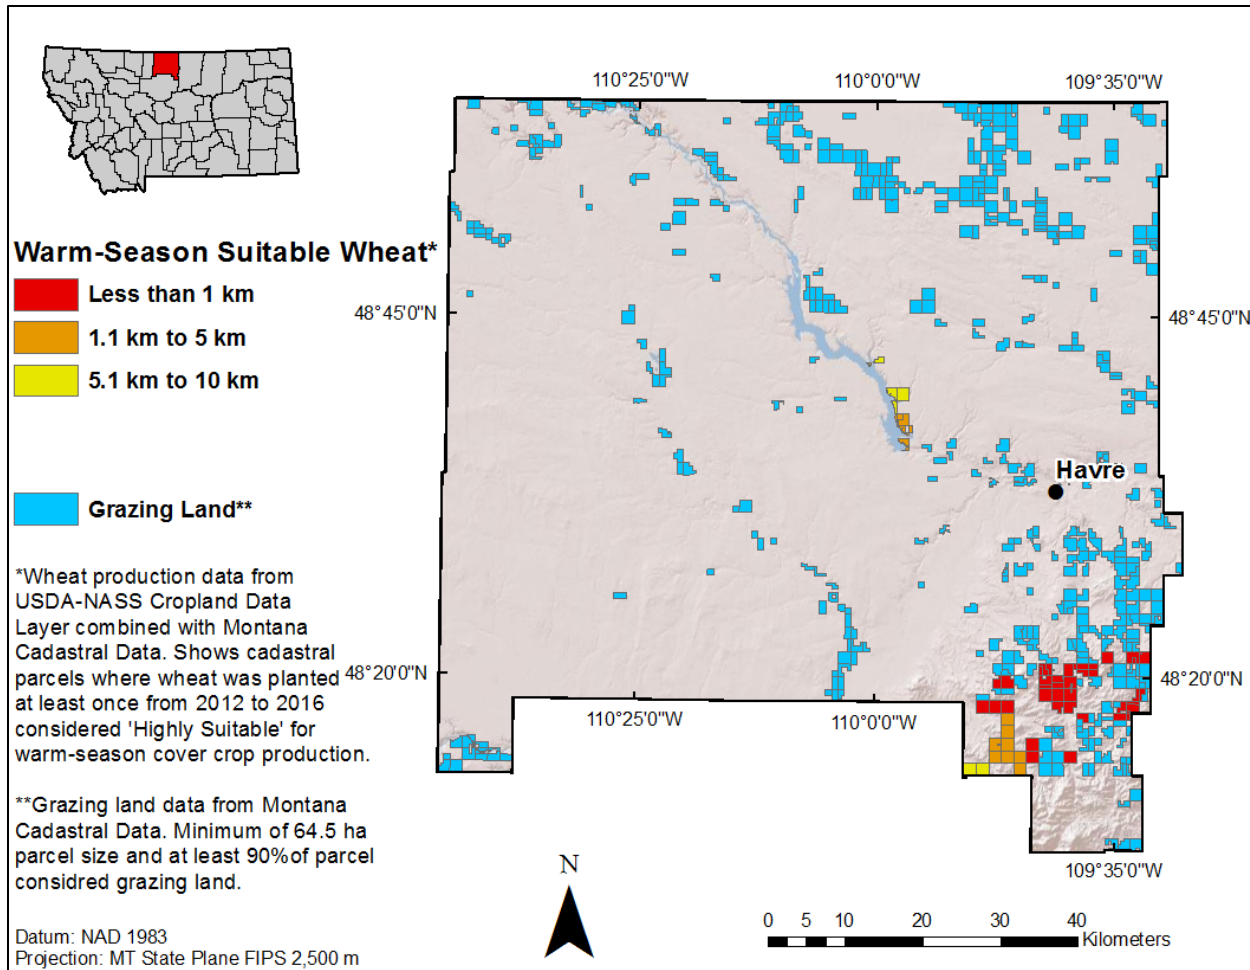 110°25'0"W
110°0'0"W
109°35'0"W
Warm-Season Suitable Wheat*
Less than 1 km
1.1 km to 5 km
5.1 km to 10 km
48°45'0"N
48°45'0"N
Havre
Grazing Land**
*Wheat production data from
USDA-NASS Cropland Data
Layer combined with Montana
Cadastral Data. Shows cadastral
parcels where wheat was planted
at least once from 2012 to 2016
considered 'Highly Suitable' for
warm-season cover crop production.
48°20'0"N
48°20'0"N
110°25'0"W
110°0'0"W
**Grazing land data from Montana
Cadastral Data. Minimum of 64.5 ha
parcel size and at least 90%of parcel
considred grazing land.
109°35'0"W
N
0 5 10 20 30 40
Kilometers
Datum: NAD 1983
Projection: MT State Plane FIPS 2,500 m